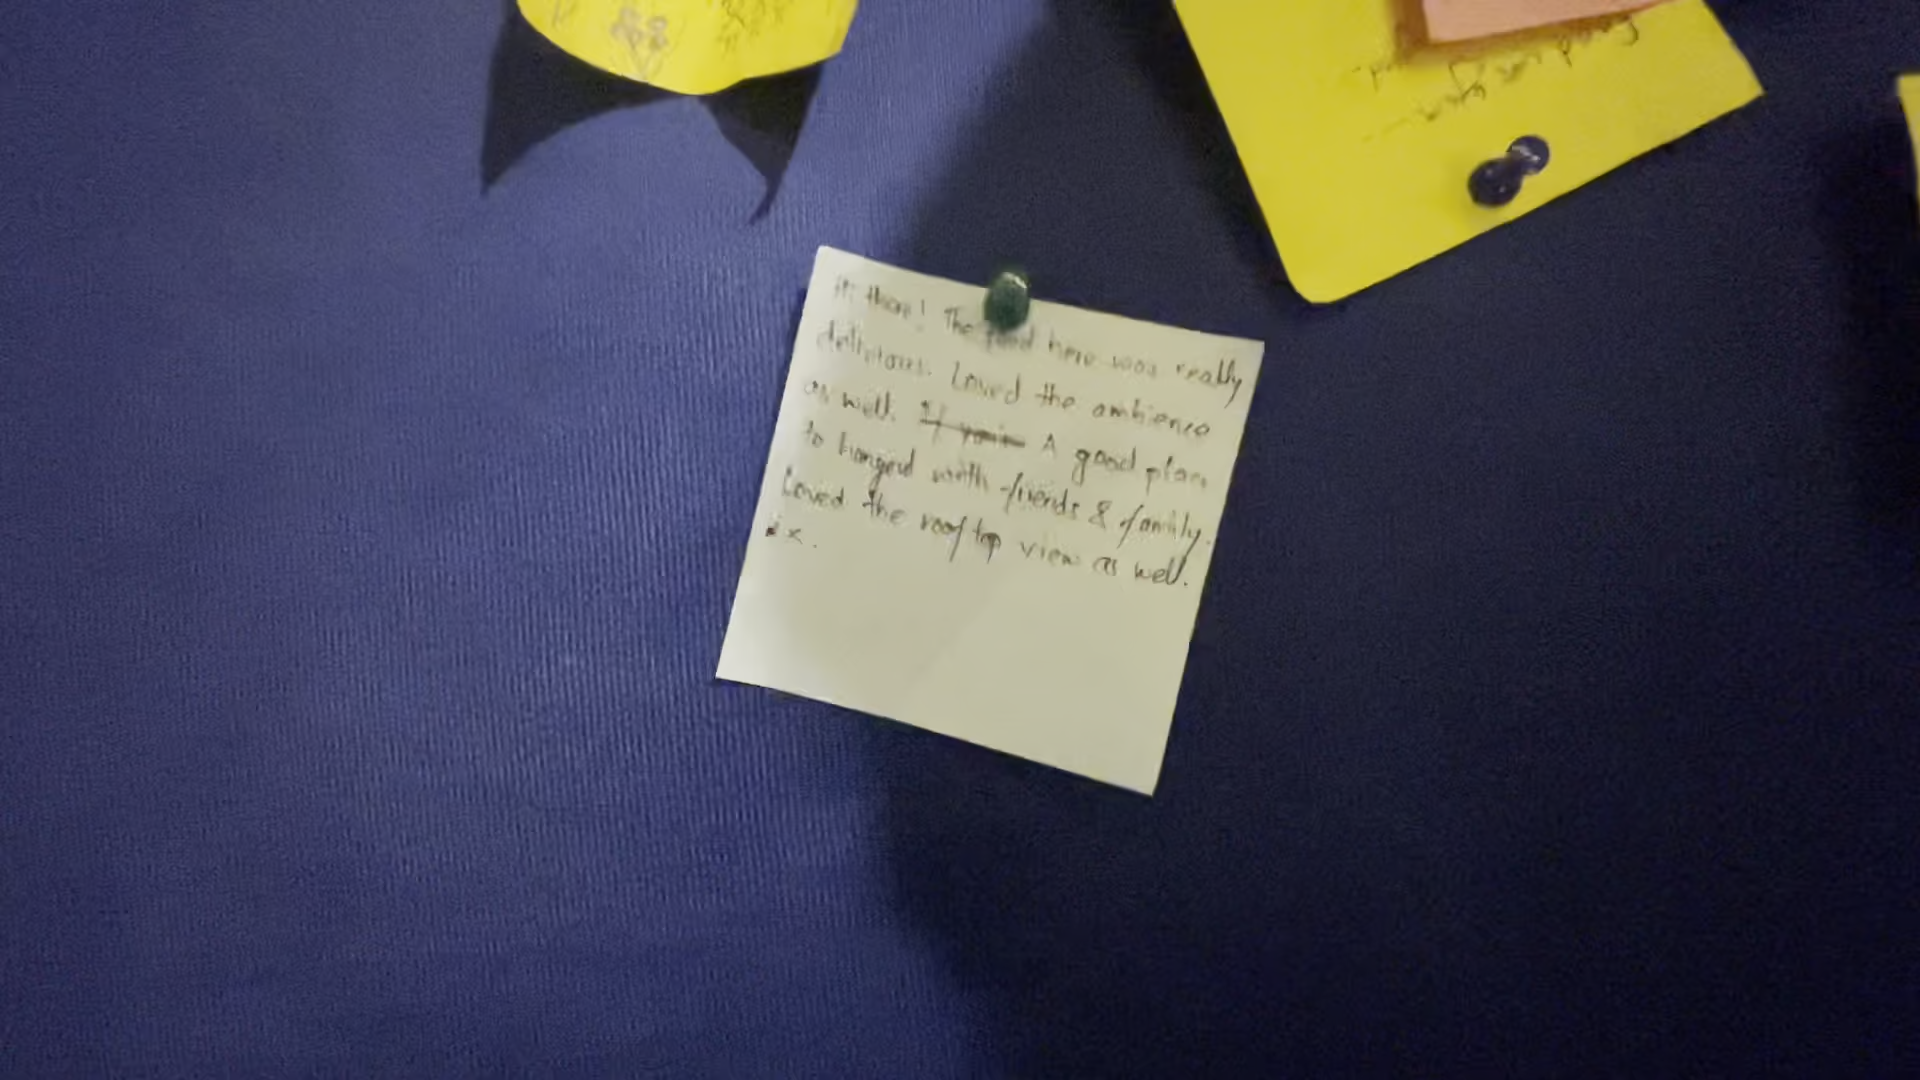 Hi there! The food here was really
delicious. Loved the ambience
as well. A good place
to hangout with friends & family.
Loved the rooftop view as well.
x.